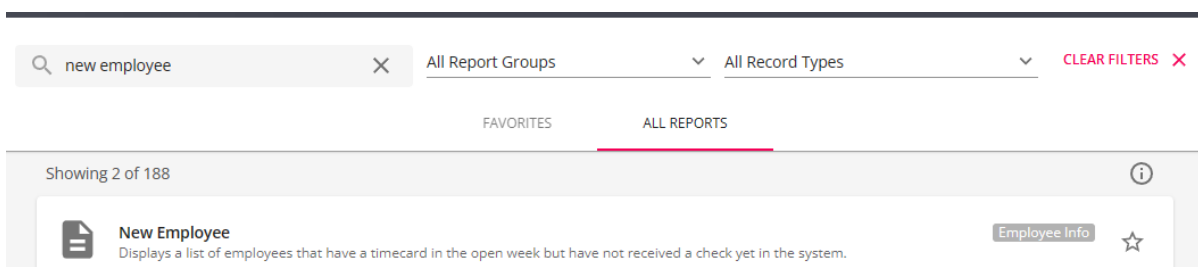 new employee
All Report Groups
All Record Types
CLEAR FILTERS
FAVORITES
ALL REPORTS
Showing 2 of 188
New Employee
Employee Info
Displays a list of employees that have a timecard in the open week but have not received a check yet in the system.